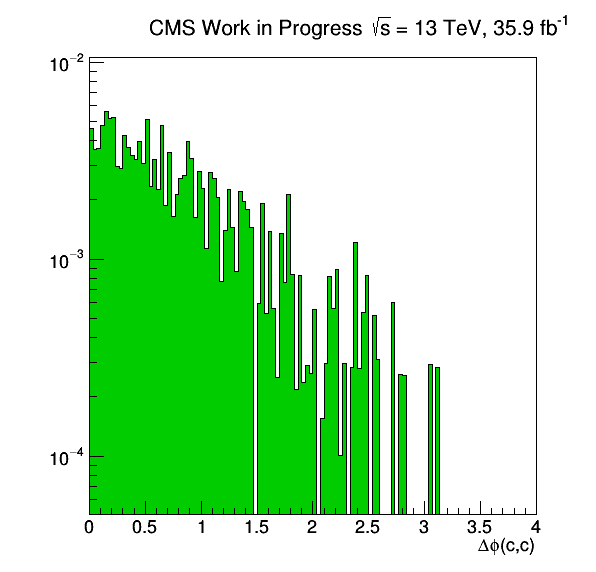 CMS Work in Progress √s = 13 TeV, 35.9 fb⁻¹
10⁻²
10⁻³
10⁻⁴
0 0.5 1 1.5 2 2.5 3 3.5 4
Δϕ(c,c)